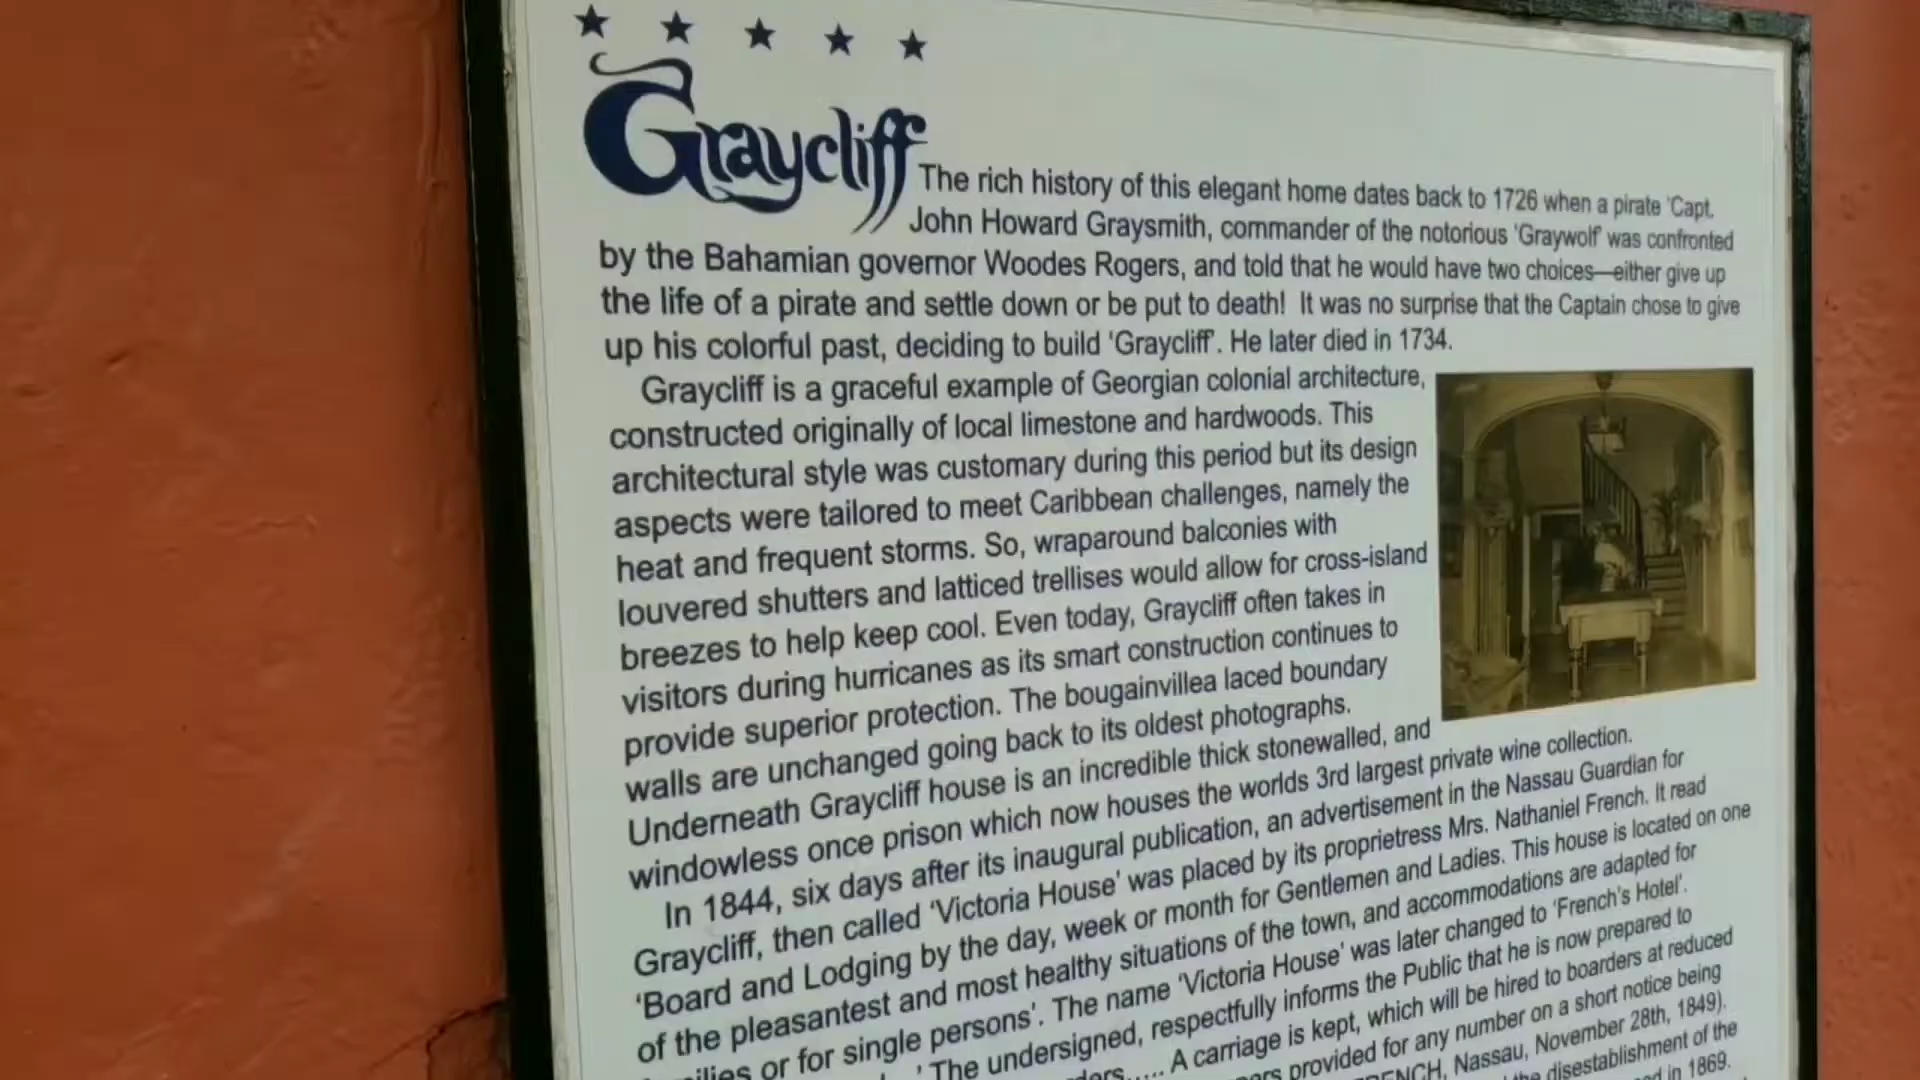 Graycliff
The rich history of this elegant home dates back to 1726 when a pirate 'Capt.
John Howard Graysmith, commander of the notorious 'Graywolf' was confronted
by the Bahamian governor Woodes Rogers, and told that he would have two choices—either give up
the life of a pirate and settle down or be put to death! It was no surprise that the Captain chose to give
up his colorful past, deciding to build 'Graycliff'. He later died in 1734.
Graycliff is a graceful example of Georgian colonial architecture,
constructed originally of local limestone and hardwoods. This
architectural style was customary during this period but its design
aspects were tailored to meet Caribbean challenges, namely the
heat and frequent storms. So, wraparound balconies with
louvered shutters and latticed trellises would allow for cross-island
breezes to help keep cool. Even today, Graycliff often takes in
visitors during hurricanes as its smart construction continues to
provide superior protection. The bougainvillea laced boundary
walls are unchanged going back to its oldest photographs.
Underneath Graycliff house is an incredible thick stonewalled, and
windowless once prison which now houses the worlds 3rd largest private wine collection.
In 1844, six days after its inaugural publication, an advertisement in the Nassau Guardian for
Graycliff, then called 'Victoria House' was placed by its proprietress Mrs. Nathaniel French. It read
'Board and Lodging by the day, week or month for Gentlemen and Ladies. This house is located on one
of the pleasantest and most healthy situations of the town, and accommodations are adapted for
or for single persons'. The name 'Victoria House' was later changed to 'French's Hotel'.
'The undersigned, respectfully informs the Public that he is now prepared to
..... A carriage is kept, which will be hired to boarders at reduced
provided for any number on a short notice being
Nassau, November 28th, 1849).
the disestablishment of the
in 1869.